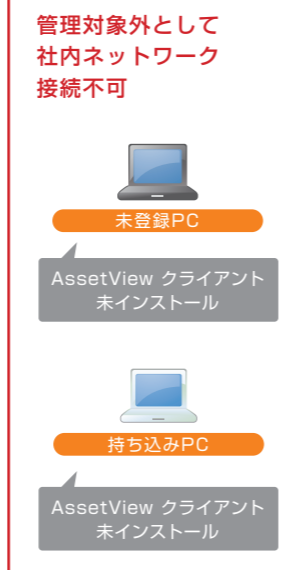 管理対象外として
社内ネットワーク
接続不可
未登録PC
AssetView クライアント
未インストール
持ち込みPC
AssetView クライアント
未インストール